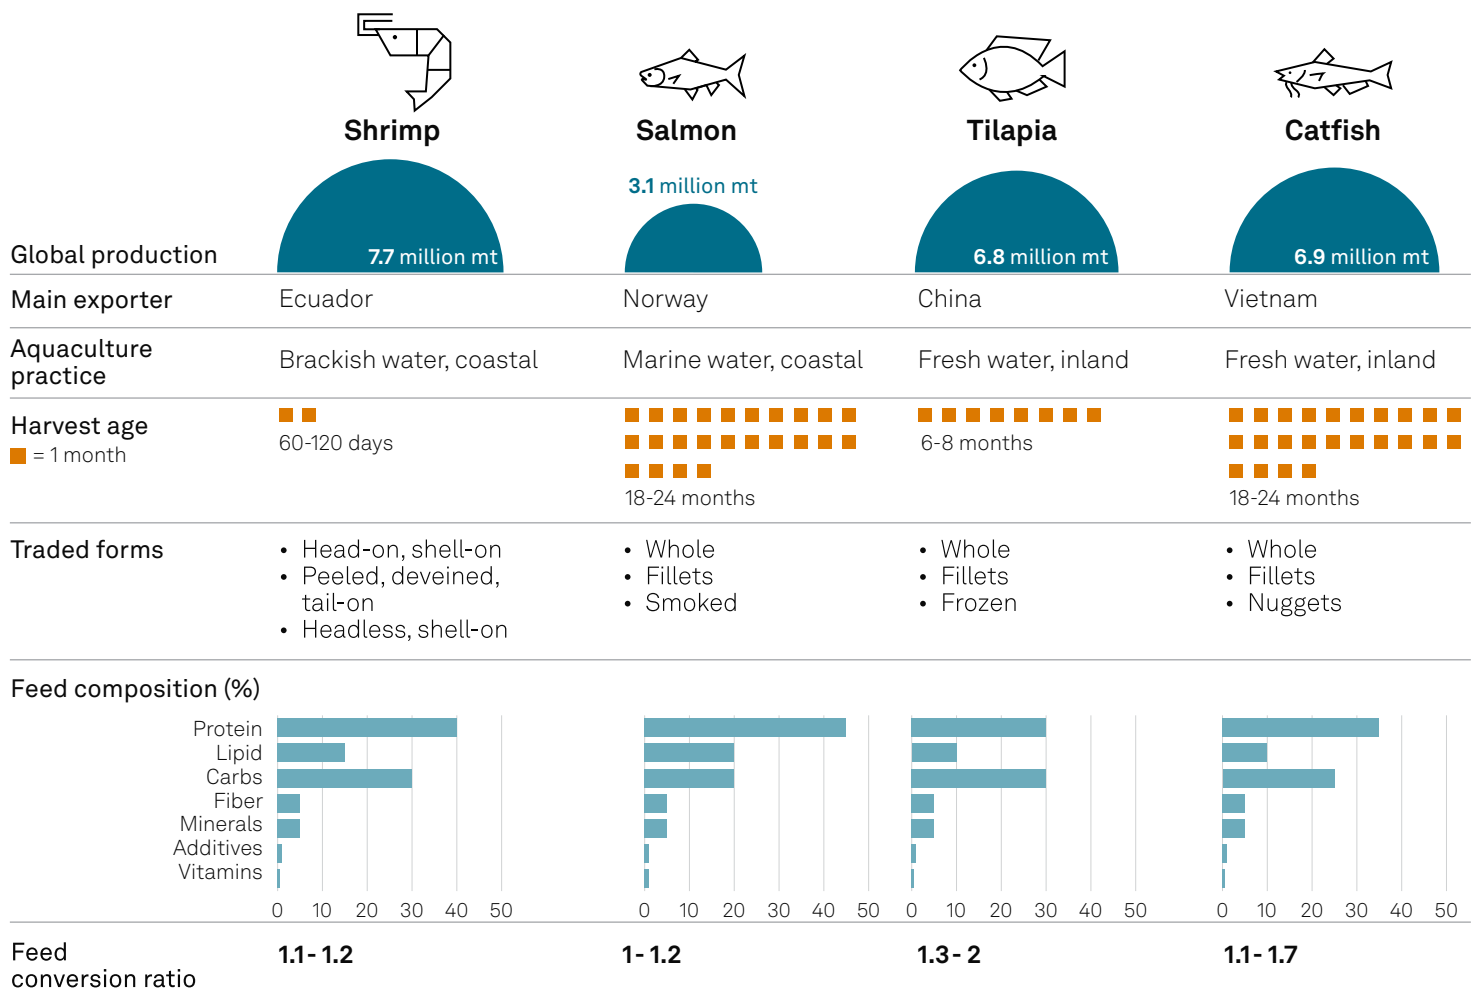 Shrimp
Salmon
Tilapia
Catfish
Global production
7.7 million mt
3.1 million mt
6.8 million mt
6.9 million mt
Main exporter
Ecuador
Norway
China
Vietnam
Aquaculture
practice
Brackish water, coastal
Marine water, coastal
Fresh water, inland
Fresh water, inland
Harvest age
= 1 month
60-120 days
18-24 months
6-8 months
18-24 months
Traded forms
• Head-on, shell-on
• Peeled, deveined,
tail-on
• Headless, shell-on
• Whole
• Fillets
• Smoked
• Whole
• Fillets
• Frozen
• Whole
• Fillets
• Nuggets
Feed composition (%)
Protein
Lipid
Carbs
Fiber
Minerals
Additives
Vitamins
0 10 20 30 40 50
0 10 20 30 40 50
0 10 20 30 40 50
0 10 20 30 40 50
Feed
conversion ratio
1.1- 1.2
1 - 1.2
1.3- 2
1.1- 1.7